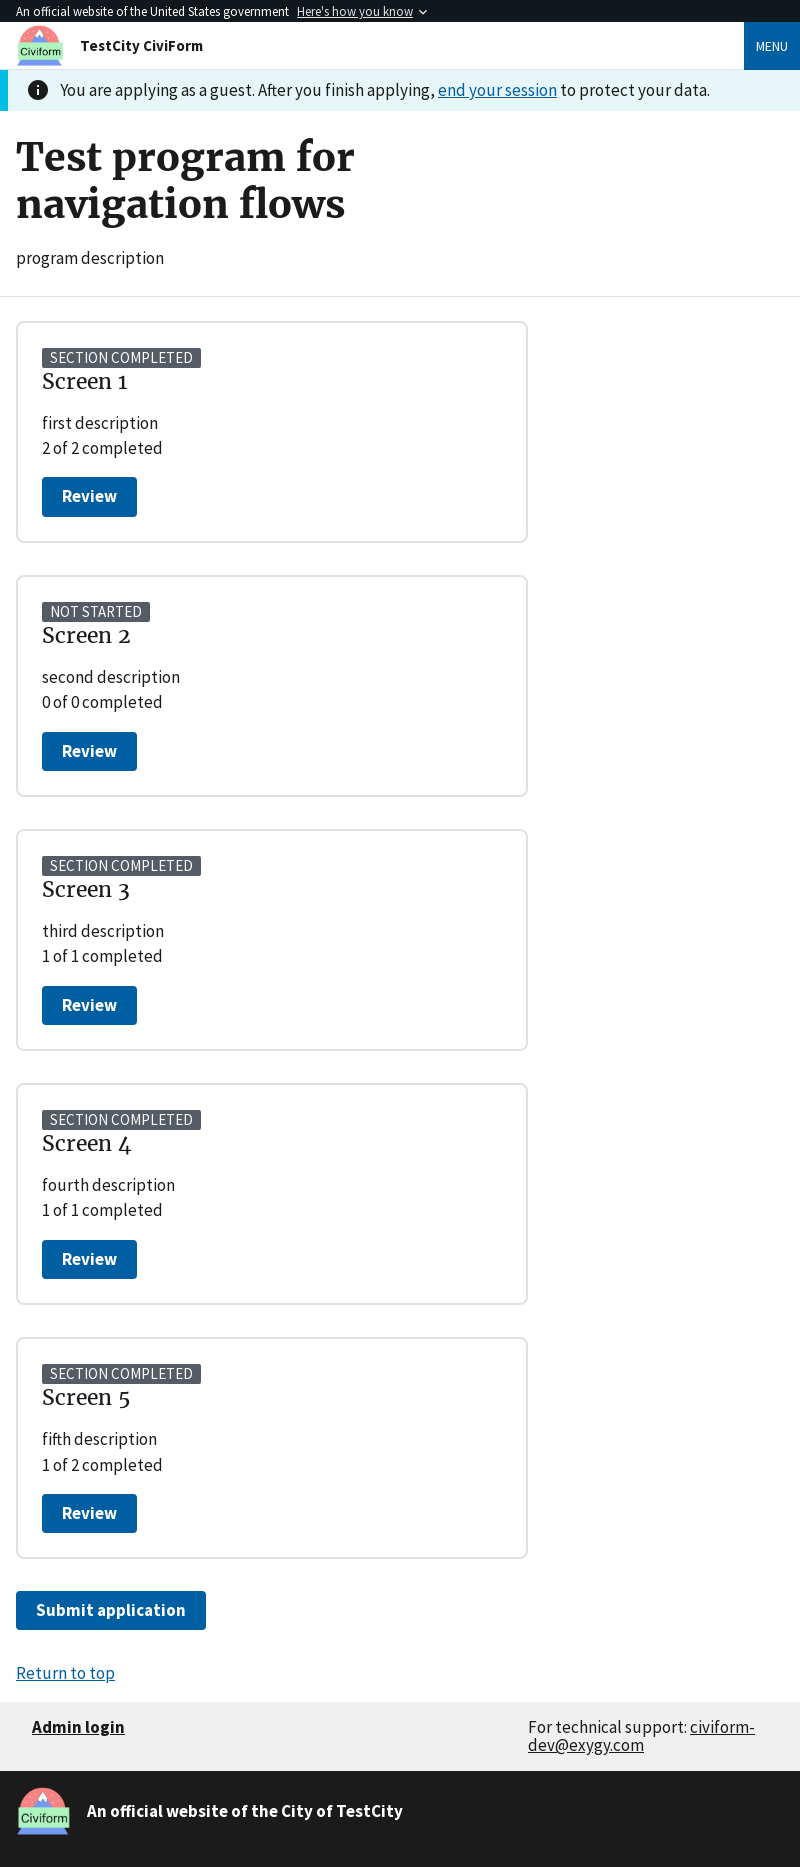 An official website of the United States government Here's how you know
Civiform
TestCity CiviForm
MENU
You are applying as a guest. After you finish applying, end your session to protect your data.
Test program for
navigation flows
program description
SECTION COMPLETED
Screen 1
first description
2 of 2 completed
Review
NOT STARTED
Screen 2
second description
0 of 0 completed
Review
SECTION COMPLETED
Screen 3
third description
1 of 1 completed
Review
SECTION COMPLETED
Screen 4
fourth description
1 of 1 completed
Review
SECTION COMPLETED
Screen 5
fifth description
1 of 2 completed
Review
Submit application
Return to top
Admin login
For technical support: civiform-
dev@exygy.com
Civiform
An official website of the City of TestCity